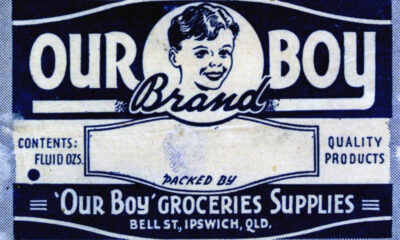 OUR BOY
Brand
CONTENTS:
FLUID OZS.
QUALITY
PRODUCTS
PACKED BY
'OUR BOY' GROCERIES SUPPLIES
BELL ST., IPSWICH, QLD.